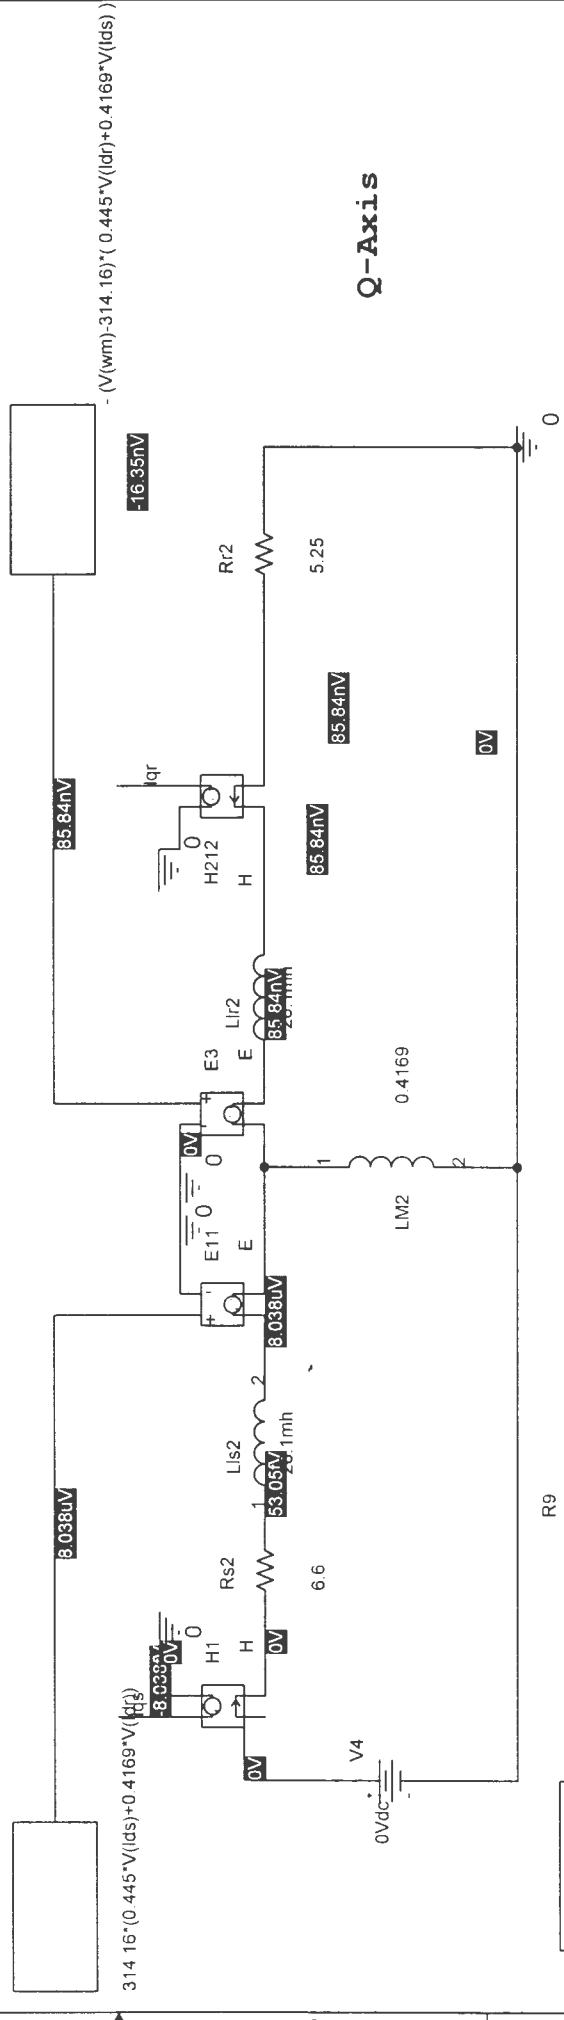 - (V(wm)-314.16)*( 0.445*V(Idr)+0.4169*V(Ids) )
Q-Axis
-16.35nV
0
Rr2
5.25
85.84nV
0V
Iqr
85.84nV
0
H212
H
85.84nV
Llr2
85.84nV
E3
E
0V
0
0
E11
E
+
-
+
-
0.4169
LM2
1
2
8.038uV
2
Lls2
1
53.05fV
8.038uV
R9
Rs2
6.6
0
0V
H1
H
0V
0V
V4
0Vdc
314 16*(0.445*V(Ids)+0.4169*V(Idr))